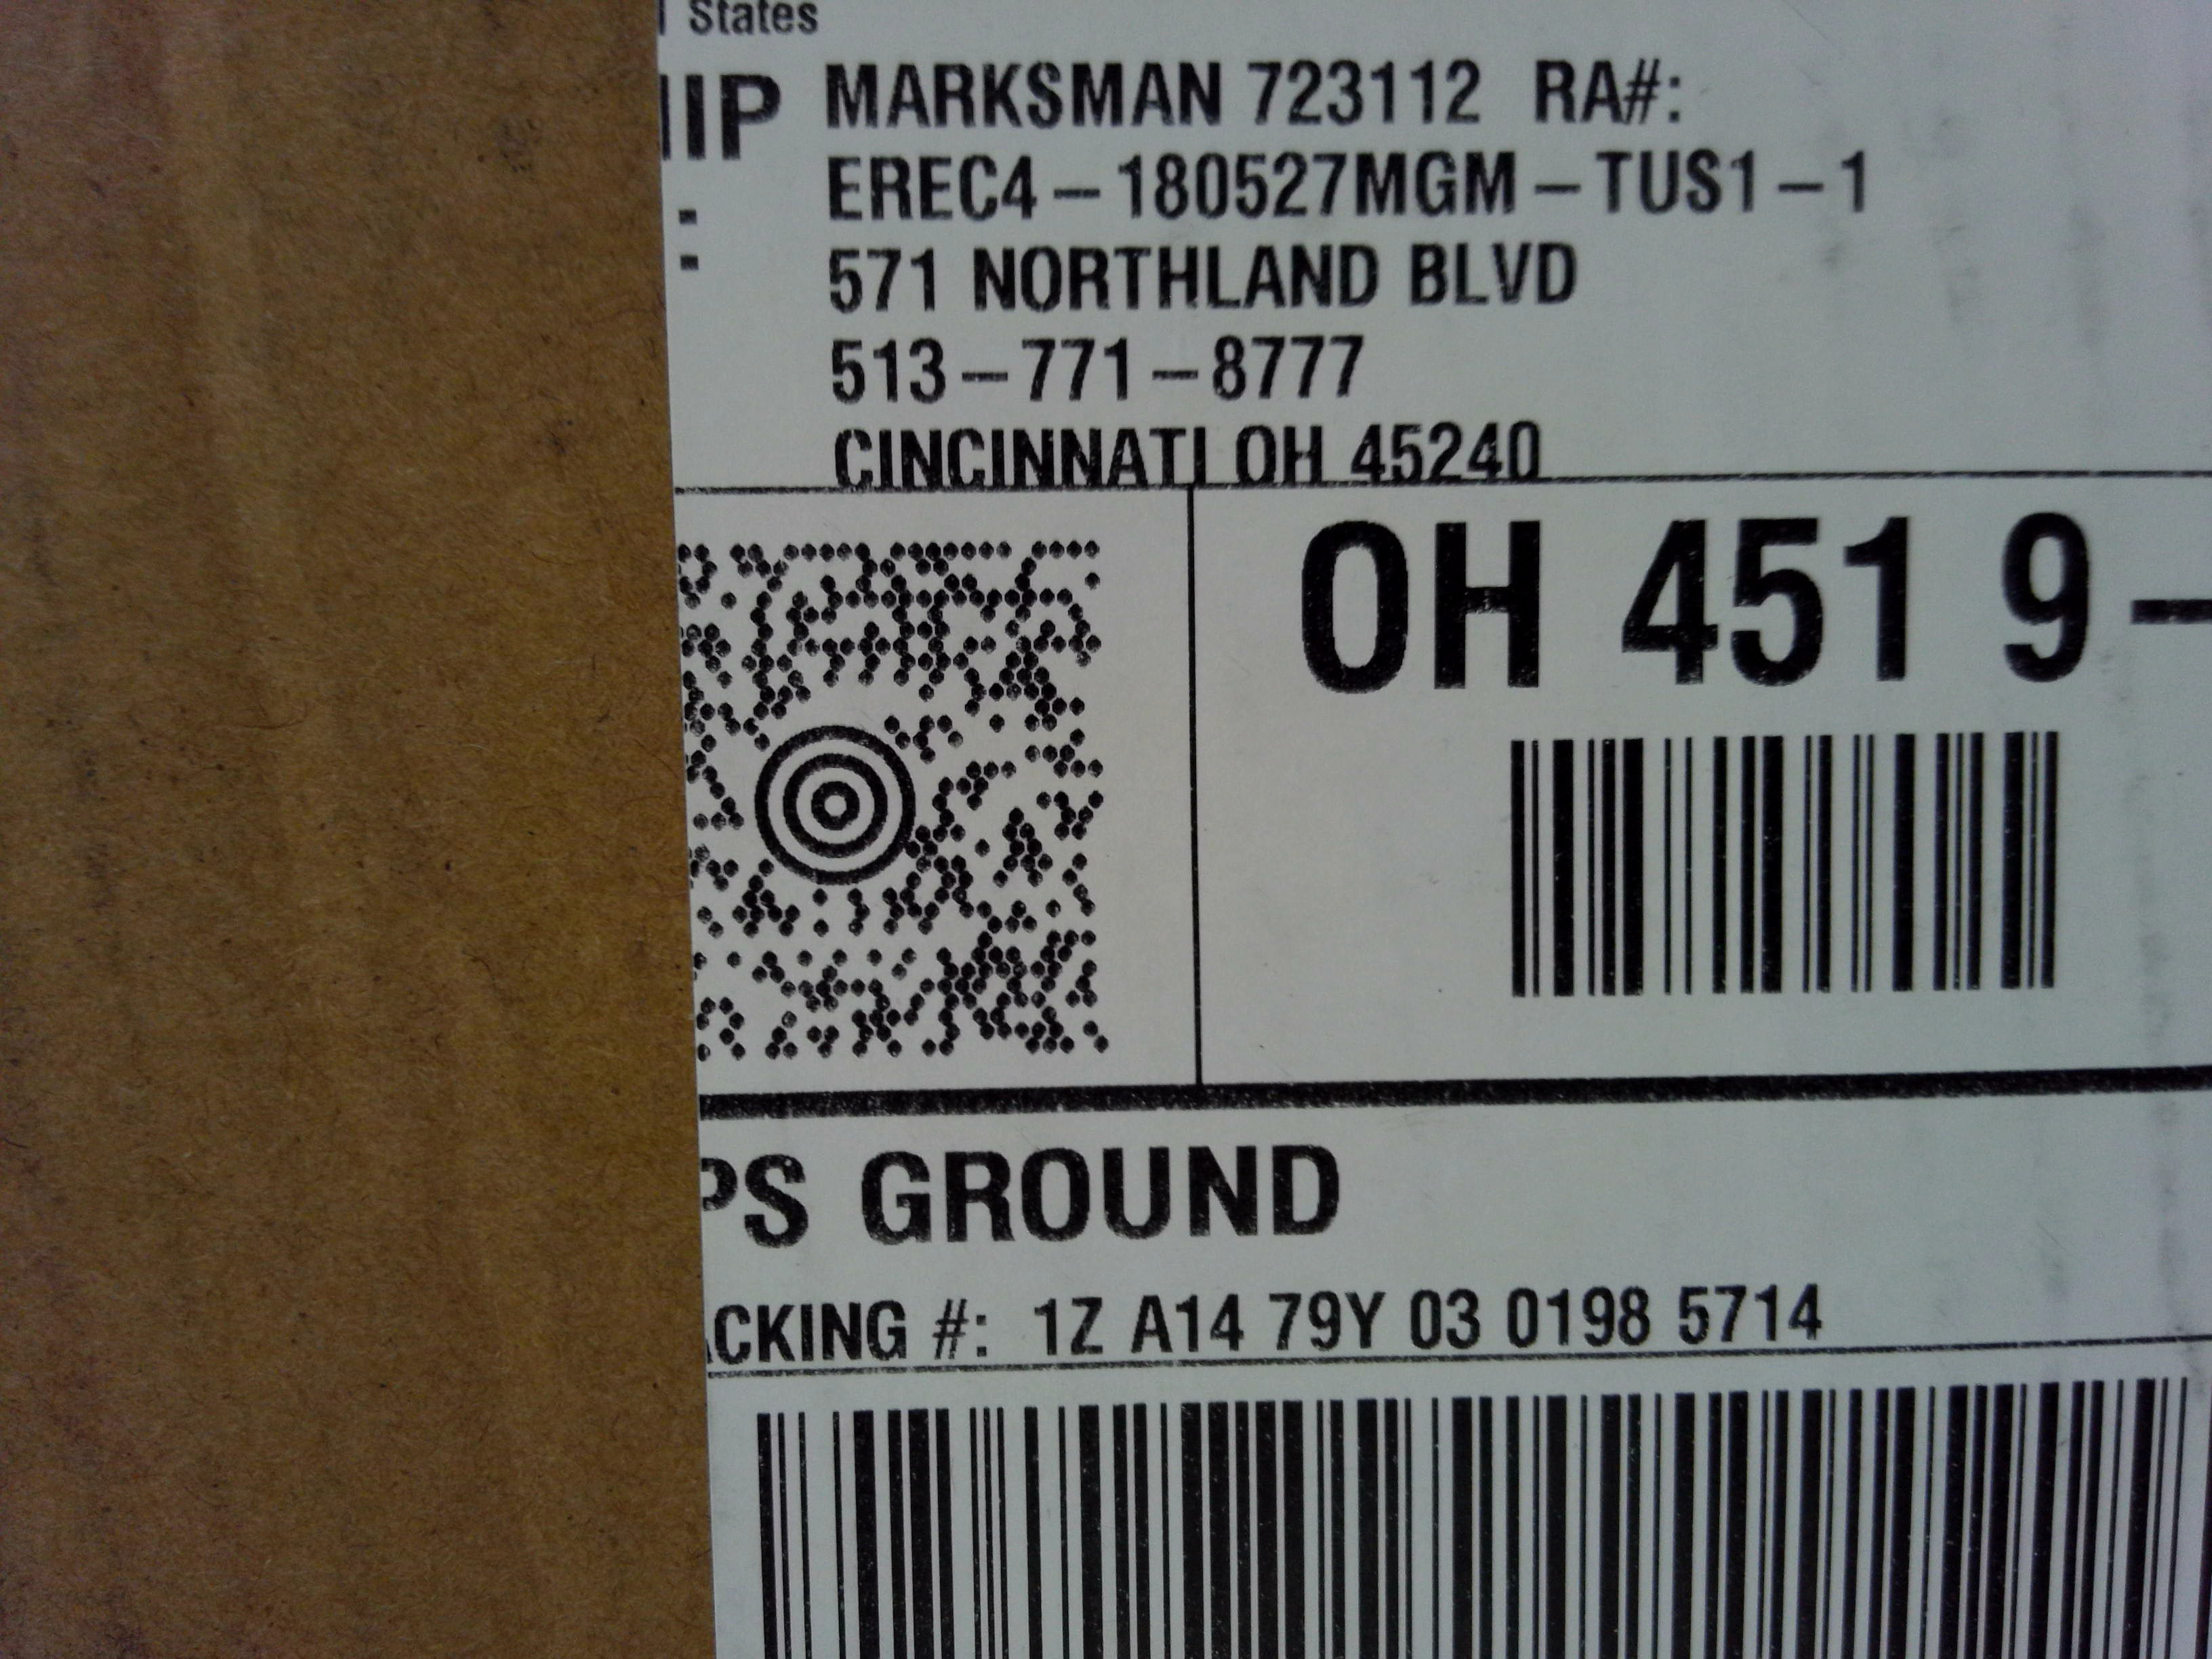 States
IP MARKSMAN 723112 RA#:
: EREC4-180527MGM-TUS1-1
571 NORTHLAND BLVD
513-771-8777
CINCINNATI OH 45240
OH 451 9-
PS GROUND
ACKING #: 1Z A14 79Y 03 0198 5714